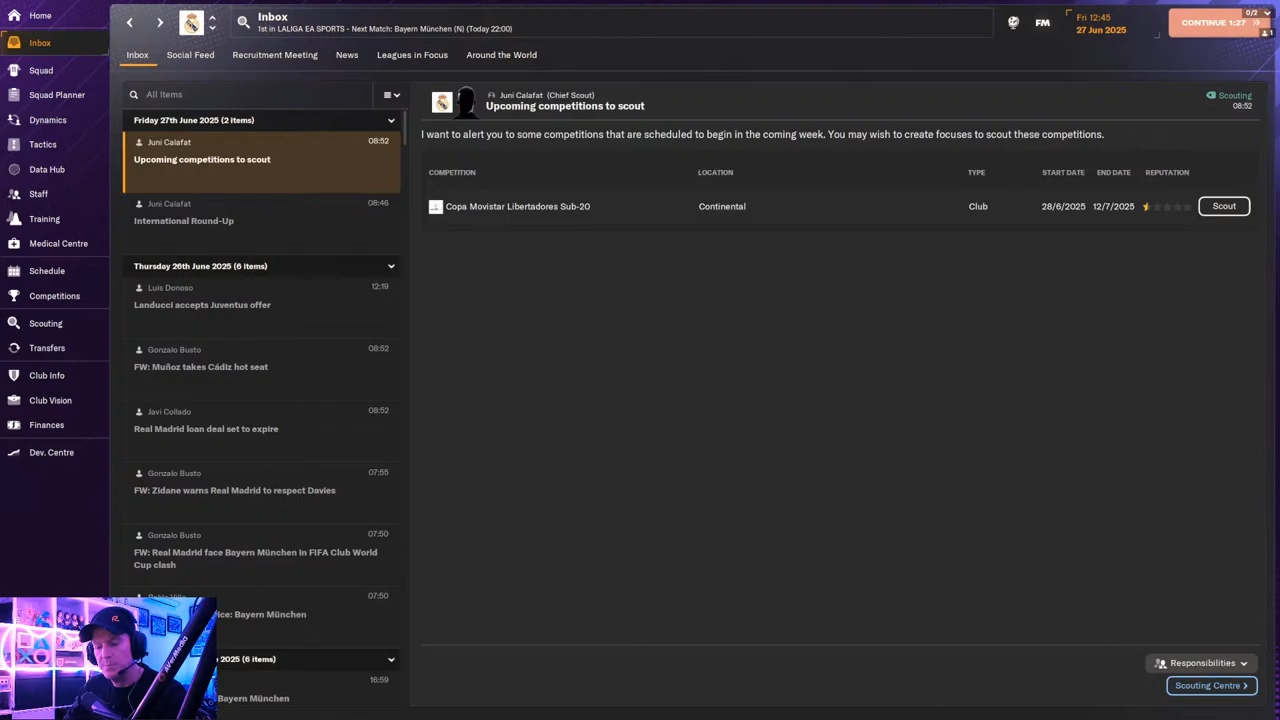 Home
Inbox
Squad
Squad Planner
Dynamics
Tactics
Data Hub
Staff
Training
Medical Centre
Schedule
Competitions
Scouting
Transfers
Club Info
Club Vision
Finances
Dev. Centre
Inbox
1st in LALIGA EA SPORTS - Next Match: Bayern München (N) (Today 22:00)
FM
Fri 12:45
27 Jun 2025
0/2
CONTINUE 1:27
1
Inbox
Social Feed
Recruitment Meeting
News
Leagues in Focus
Around the World
All Items
Friday 27th June 2025 (2 items)
Juni Calafat 08:52
Upcoming competitions to scout
Juni Calafat 08:46
International Round-Up
Thursday 26th June 2025 (6 items)
Luis Donoso 12:19
Landucci accepts Juventus offer
Gonzalo Busto 08:52
FW: Muñoz takes Cádiz hot seat
Javi Collado 08:52
Real Madrid loan deal set to expire
Gonzalo Busto 07:55
FW: Zidane warns Real Madrid to respect Davies
Gonzalo Busto 07:50
FW: Real Madrid face Bayern München in FIFA Club World
Cup clash
07:50
: Bayern München
2025 (6 items)
16:59
Bayern München
Juni Calafat (Chief Scout)
Upcoming competitions to scout
Scouting
08:52
I want to alert you to some competitions that are scheduled to begin in the coming week. You may wish to create focuses to scout these competitions.
COMPETITION LOCATION TYPE START DATE END DATE REPUTATION
Copa Movistar Libertadores Sub-20 Continental Club 28/6/2025 12/7/2025 Scout
Responsibilities
Scouting Centre